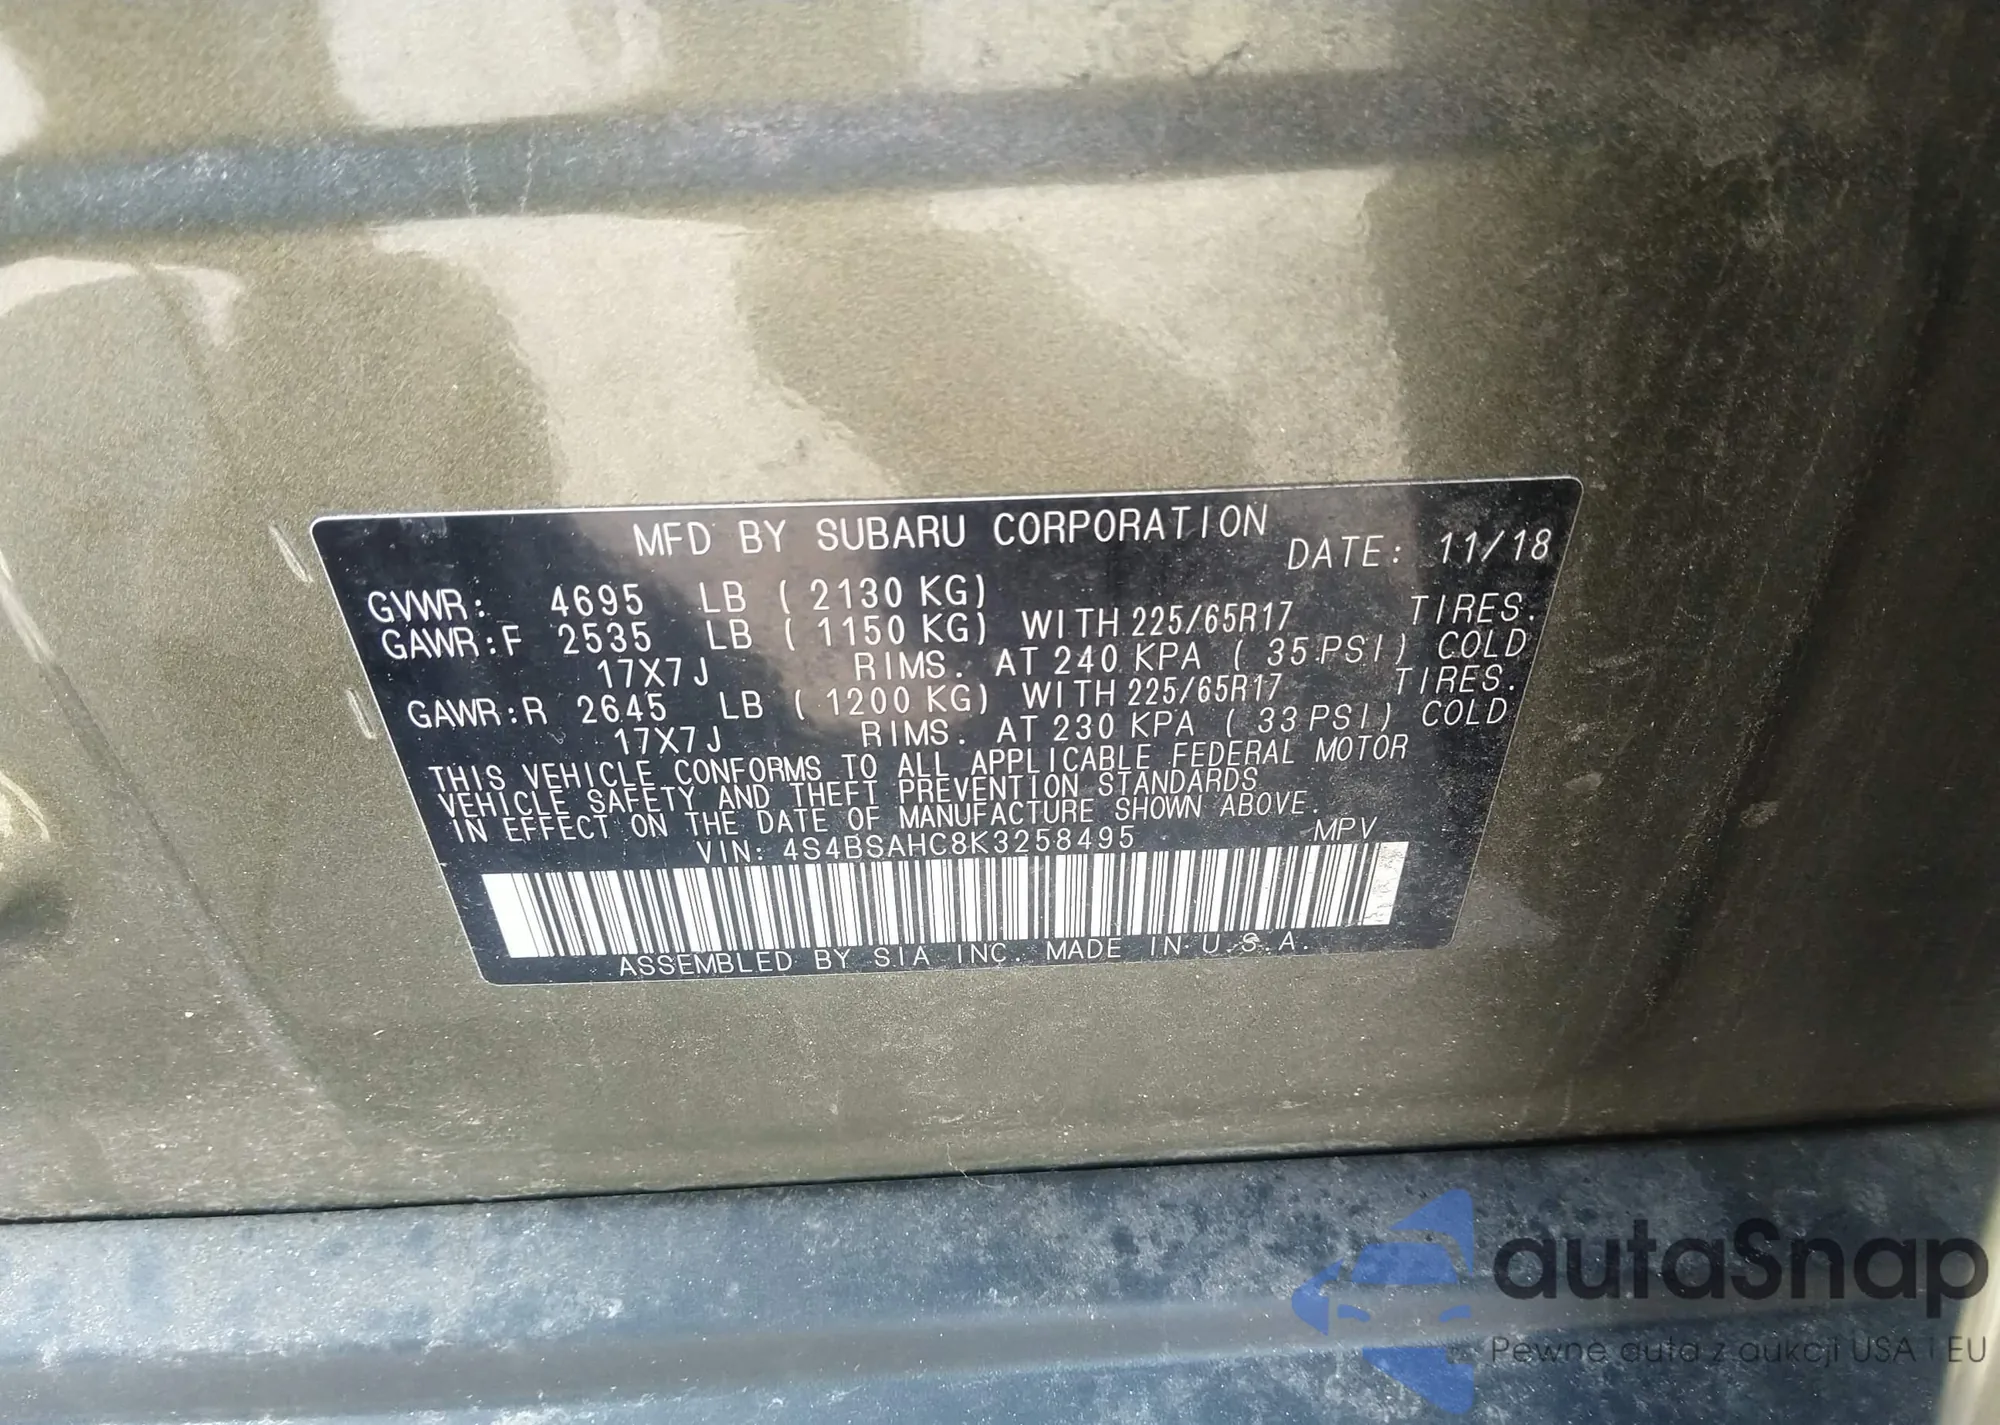 MFD BY SUBARU CORPORATION
DATE: 11/18
GVWR: 4695 LB ( 2130 KG)
GAWR:F 2535 LB ( 1150 KG) WITH 225/65R17 TIRES.
17X7J RIMS. AT 240 KPA ( 35 PSI) COLD
GAWR:R 2645 LB ( 1200 KG) WITH 225/65R17 TIRES.
17X7J RIMS. AT 230 KPA ( 33 PSI) COLD
THIS VEHICLE CONFORMS TO ALL APPLICABLE FEDERAL MOTOR
VEHICLE SAFETY AND THEFT PREVENTION STANDARDS
IN EFFECT ON THE DATE OF MANUFACTURE SHOWN ABOVE.
VIN: 4S4BSAHC8K3258495 MPV
ASSEMBLED BY SIA INC. MADE IN U.S.A.
autaSnap
Pewne auta z aukcji USA i EU